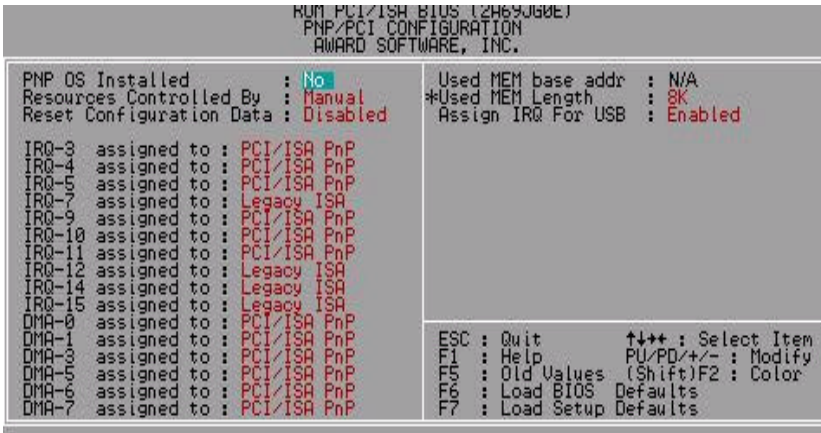 ROM PCI/ISA BIOS (2A69JG0E)
PNP/PCI CONFIGURATION
AWARD SOFTWARE, INC.
PNP OS Installed : No
Resources Controlled By : Manual
Reset Configuration Data : Disabled
IRQ-3 assigned to : PCI/ISA PnP
IRQ-4 assigned to : PCI/ISA PnP
IRQ-5 assigned to : PCI/ISA PnP
IRQ-7 assigned to : Legacy ISA
IRQ-9 assigned to : PCI/ISA PnP
IRQ-10 assigned to : PCI/ISA PnP
IRQ-11 assigned to : PCI/ISA PnP
IRQ-12 assigned to : Legacy ISA
IRQ-14 assigned to : Legacy ISA
IRQ-15 assigned to : Legacy ISA
DMA-0 assigned to : PCI/ISA PnP
DMA-1 assigned to : PCI/ISA PnP
DMA-3 assigned to : PCI/ISA PnP
DMA-5 assigned to : PCI/ISA PnP
DMA-6 assigned to : PCI/ISA PnP
DMA-7 assigned to : PCI/ISA PnP
Used MEM base addr : N/A
*Used MEM Length : 8K
Assign IRQ For USB : Enabled
ESC : Quit ↑↓→← : Select Item
F1 : Help PU/PD/+/- : Modify
F5 : Old Values (Shift)F2 : Color
F6 : Load BIOS Defaults
F7 : Load Setup Defaults